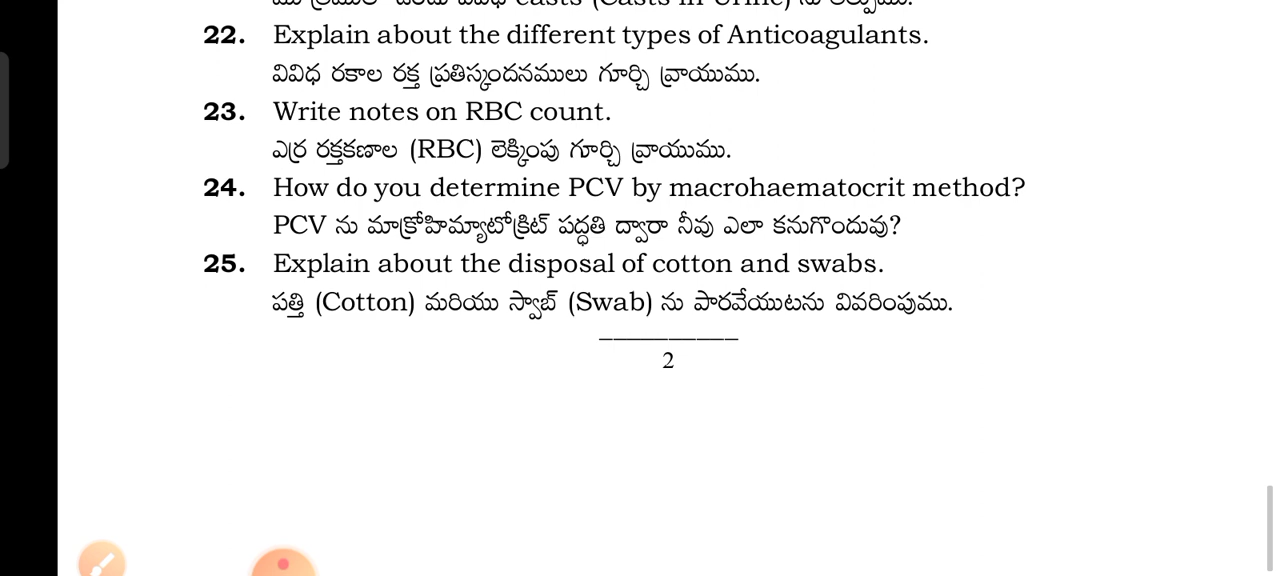 22. Explain about the different types of Anticoagulants.
వివిధ రకాల రక్త ప్రతిస్కందనములు గూర్చి వ్రాయుము.
23. Write notes on RBC count.
ఎర్ర రక్తకణాల (RBC) లెక్కింపు గూర్చి వ్రాయుము.
24. How do you determine PCV by macrohaematocrit method?
PCV ను మాక్రోహిమ్యాటోక్రిట్ పద్ధతి ద్వారా నీవు ఎలా కనుగొందువు?
25. Explain about the disposal of cotton and swabs.
పత్తి (Cotton) మరియు స్వాబ్ (Swab) ను పారవేయుటను వివరింపుము.
2